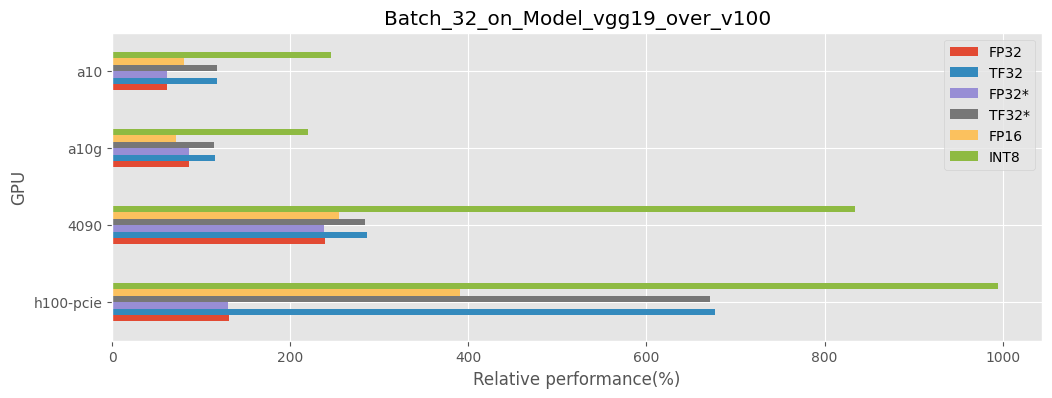 Batch_32_on_Model_vgg19_over_v100
FP32
TF32
FP32*
TF32*
FP16
INT8
GPU
a10
a10g
4090
h100-pcie
0 200 400 600 800 1000
Relative performance(%)